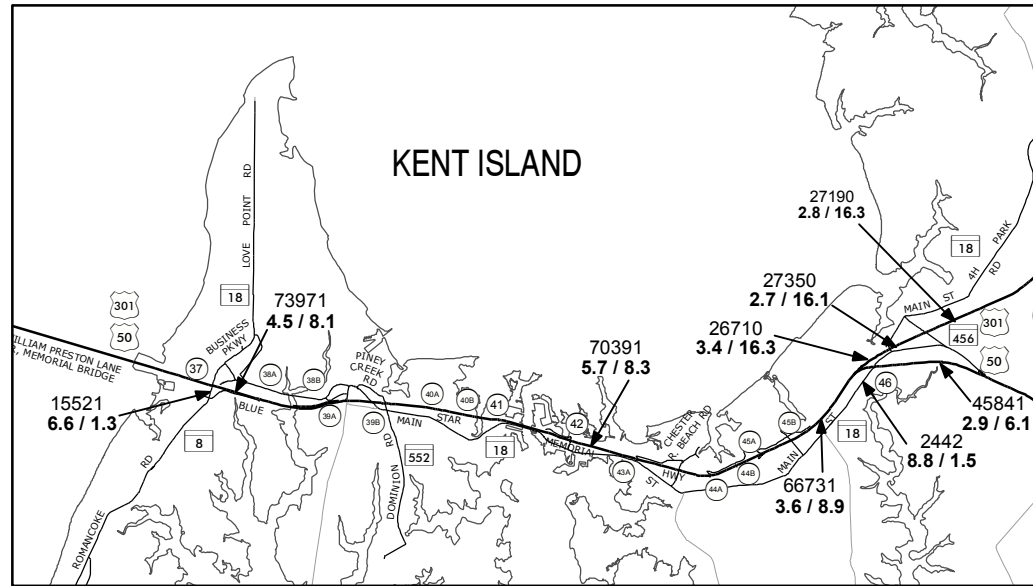 KENT ISLAND
27190
2.8 / 16.3
18
4H PARK
RD
MAIN ST
301
456
50
27350
2.7 / 16.1
26710
3.4 / 16.3
LOVE POINT RD
18
301
50
73971
4.5 / 8.1
BUSINESS
PKWY
WILLIAM PRESTON LANE
R, MEMORIAL BRIDGE
37
38A
38B
PINEY
CREEK
RD
40A
40B
41
70391
5.7 / 8.3
42
CHESTER
R. BEACH RD
15521
6.6 / 1.3
BLUE
STAR
MEMORIAL
HWY
39A
39B
MAIN
ST
18
8
552
DOMINION
RD
43A
44A
44B
45A
45B
MAIN
ST
46
18
45841
2.9 / 6.1
2442
8.8 / 1.5
66731
3.6 / 8.9
ROMANCOKE
RD